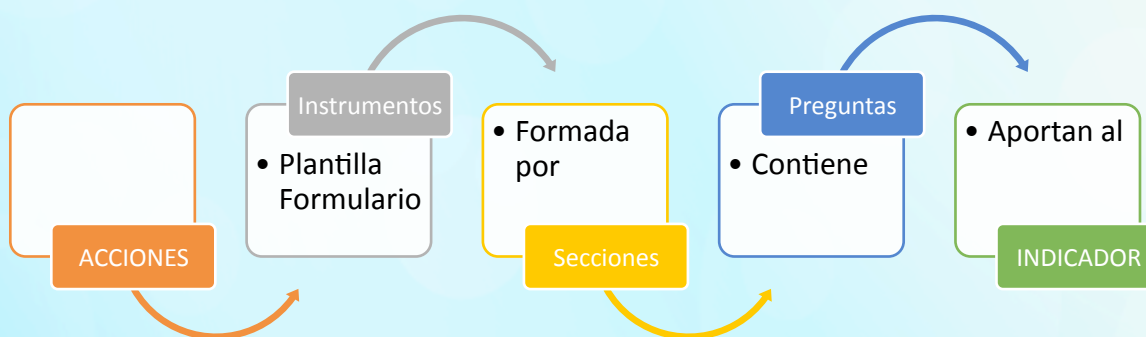 ACCIONES
Instrumentos
• Plantilla
Formulario
• Formada
por
Secciones
Preguntas
• Contiene
• Aportan al
INDICADOR